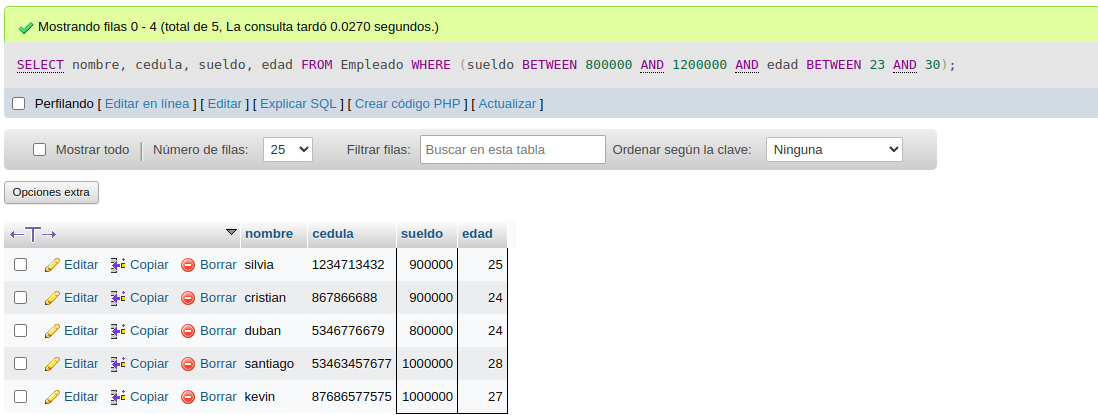 Mostrando filas 0 - 4 (total de 5, La consulta tardó 0.0270 segundos.)
SELECT nombre, cedula, sueldo, edad FROM Empleado WHERE (sueldo BETWEEN 800000 AND 1200000 AND edad BETWEEN 23 AND 30);
Perfilando [ Editar en línea ] [ Editar ] [ Explicar SQL ] [ Crear código PHP ] [ Actualizar ]
Mostrar todo | Número de filas: 25 Filtrar filas: Buscar en esta tabla Ordenar según la clave: Ninguna
Opciones extra
←T→ nombre cedula sueldo edad
Editar Copiar Borrar silvia 1234713432 900000 25
Editar Copiar Borrar cristian 867866688 900000 24
Editar Copiar Borrar duban 5346776679 800000 24
Editar Copiar Borrar santiago 53463457677 1000000 28
Editar Copiar Borrar kevin 87686577575 1000000 27